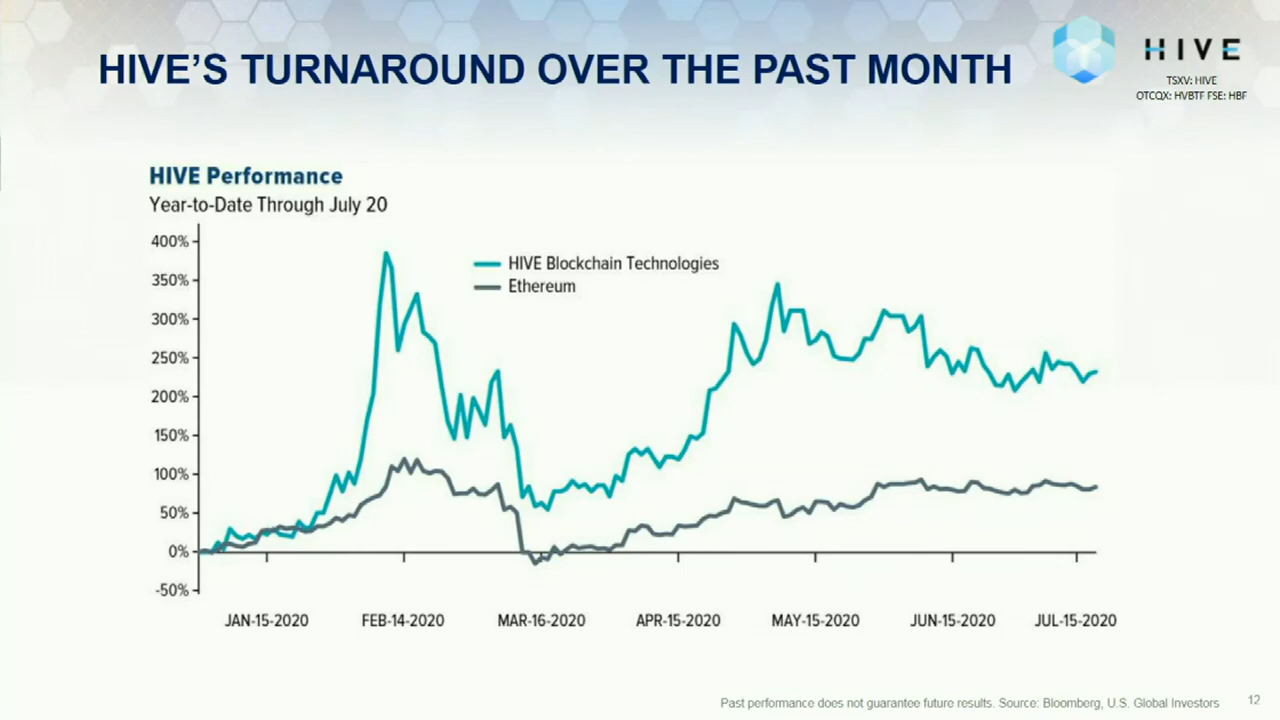 HIVE'S TURNAROUND OVER THE PAST MONTH
HIVE
TSXV: HIVE
OTCQX: HVBTF FSE: HBF
HIVE Performance
Year-to-Date Through July 20
400%
350%
300%
250%
200%
150%
100%
50%
0%
-50%
HIVE Blockchain Technologies
Ethereum
JAN-15-2020 FEB-14-2020 MAR-16-2020 APR-15-2020 MAY-15-2020 JUN-15-2020 JUL-15-2020
Past performance does not guarantee future results. Source: Bloomberg, U.S. Global Investors 12